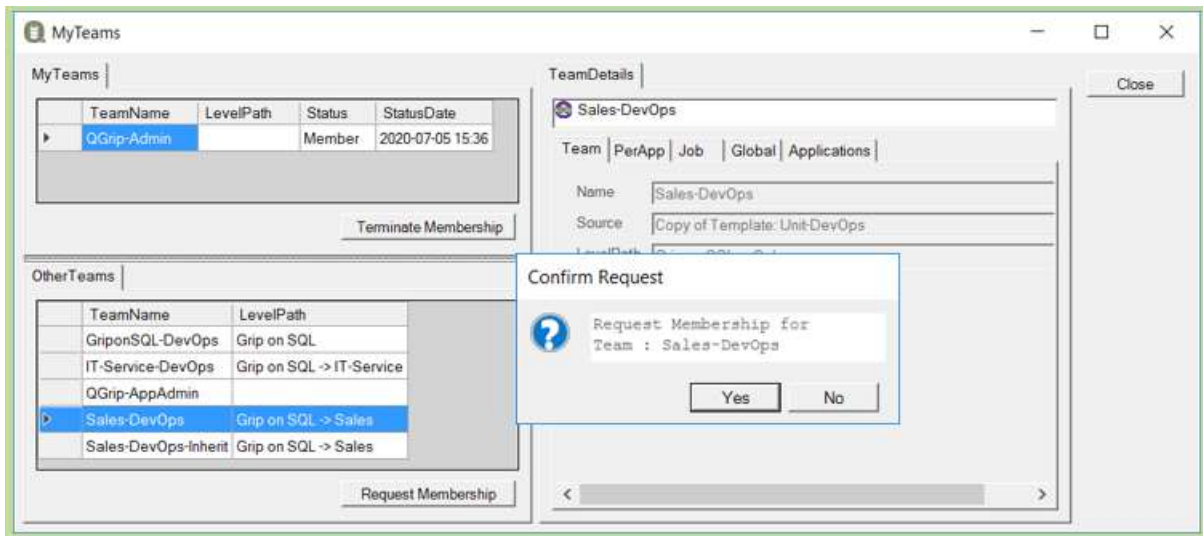 MyTeams
MyTeams
TeamName LevelPath Status StatusDate
QGrip-Admin Member 2020-07-05 15:36
Terminate Membership
OtherTeams
TeamName LevelPath
GriponSQL-DevOps Grip on SQL
IT-Service-DevOps Grip on SQL -> IT-Service
QGrip-AppAdmin
Sales-DevOps Grip on SQL -> Sales
Sales-DevOps-Inherit Grip on SQL -> Sales
Request Membership
TeamDetails
Sales-DevOps
Team PerApp Job Global Applications
Name Sales-DevOps
Source Copy of Template: Unit-DevOps
Close
Confirm Request
Request Membership for
Team : Sales-DevOps
Yes No